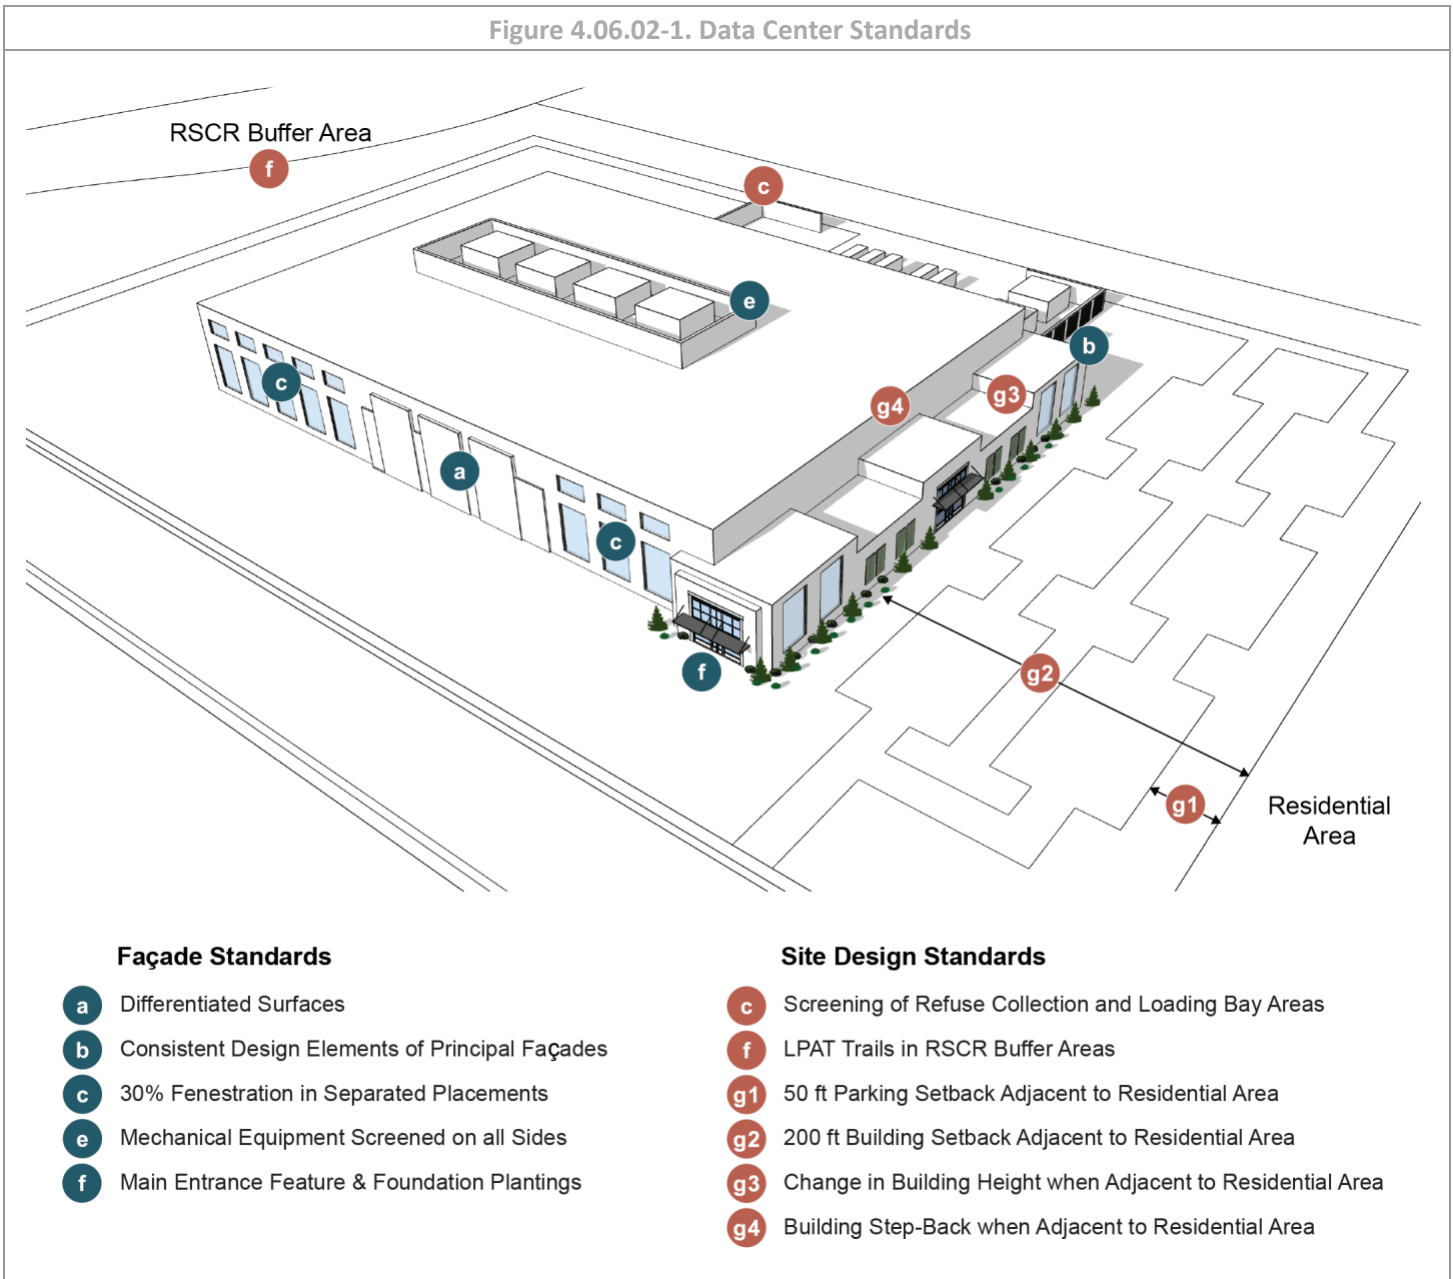 Figure 4.06.02-1. Data Center Standards
RSCR Buffer Area
f
c
e
b
c
g3
g4
a
c
f
g2
g1
Residential
Area
Façade Standards
a Differentiated Surfaces
b Consistent Design Elements of Principal Façades
c 30% Fenestration in Separated Placements
e Mechanical Equipment Screened on all Sides
f Main Entrance Feature & Foundation Plantings
Site Design Standards
c Screening of Refuse Collection and Loading Bay Areas
f LPAT Trails in RSCR Buffer Areas
g1 50 ft Parking Setback Adjacent to Residential Area
g2 200 ft Building Setback Adjacent to Residential Area
g3 Change in Building Height when Adjacent to Residential Area
g4 Building Step-Back when Adjacent to Residential Area